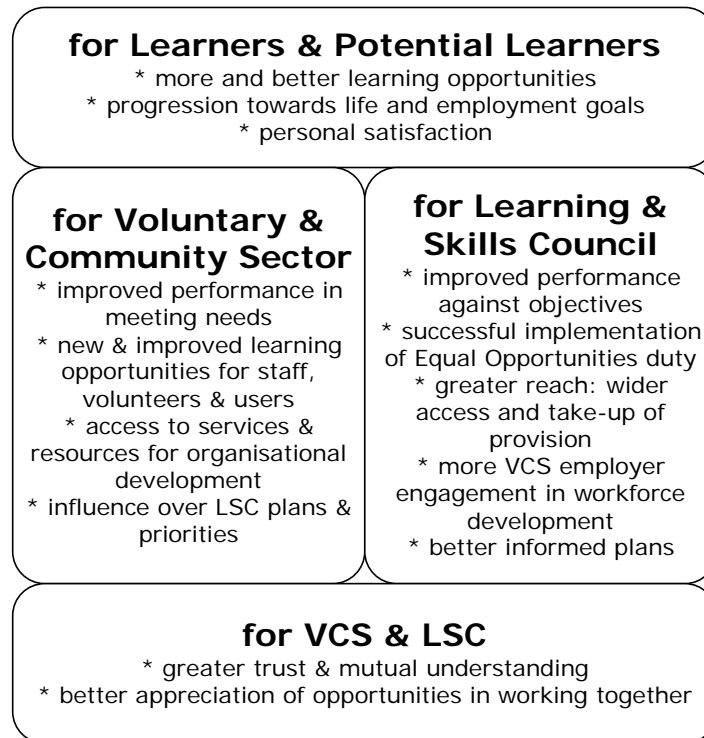 for Learners & Potential Learners
* more and better learning opportunities
* progression towards life and employment goals
* personal satisfaction
for Voluntary &
Community Sector
* improved performance in
meeting needs
* new & improved learning
opportunities for staff,
volunteers & users
* access to services &
resources for organisational
development
* influence over LSC plans &
priorities
for Learning &
Skills Council
* improved performance
against objectives
* successful implementation
of Equal Opportunities duty
* greater reach: wider
access and take-up of
provision
* more VCS employer
engagement in workforce
development
* better informed plans
for VCS & LSC
* greater trust & mutual understanding
* better appreciation of opportunities in working together